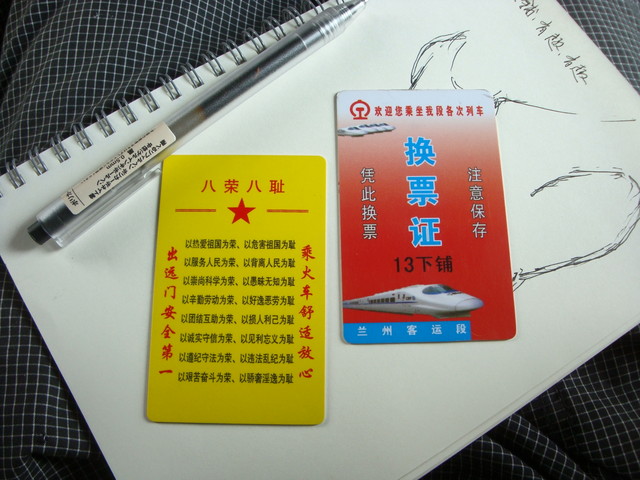 有趣,有趣
八荣八耻
以热爱祖国为荣、以危害祖国为耻
以服务人民为荣、以背离人民为耻
以崇尚科学为荣、以愚昧无知为耻
以辛勤劳动为荣、以好逸恶劳为耻
以团结互助为荣、以损人利己为耻
以诚实守信为荣、以见利忘义为耻
以遵纪守法为荣、以违法乱纪为耻
以艰苦奋斗为荣、以骄奢淫逸为耻
出远门安全第一
乘火车舒适放心
欢迎您乘坐我段各次列车
换票证
凭此换票
注意保存
13下铺
兰州客运段